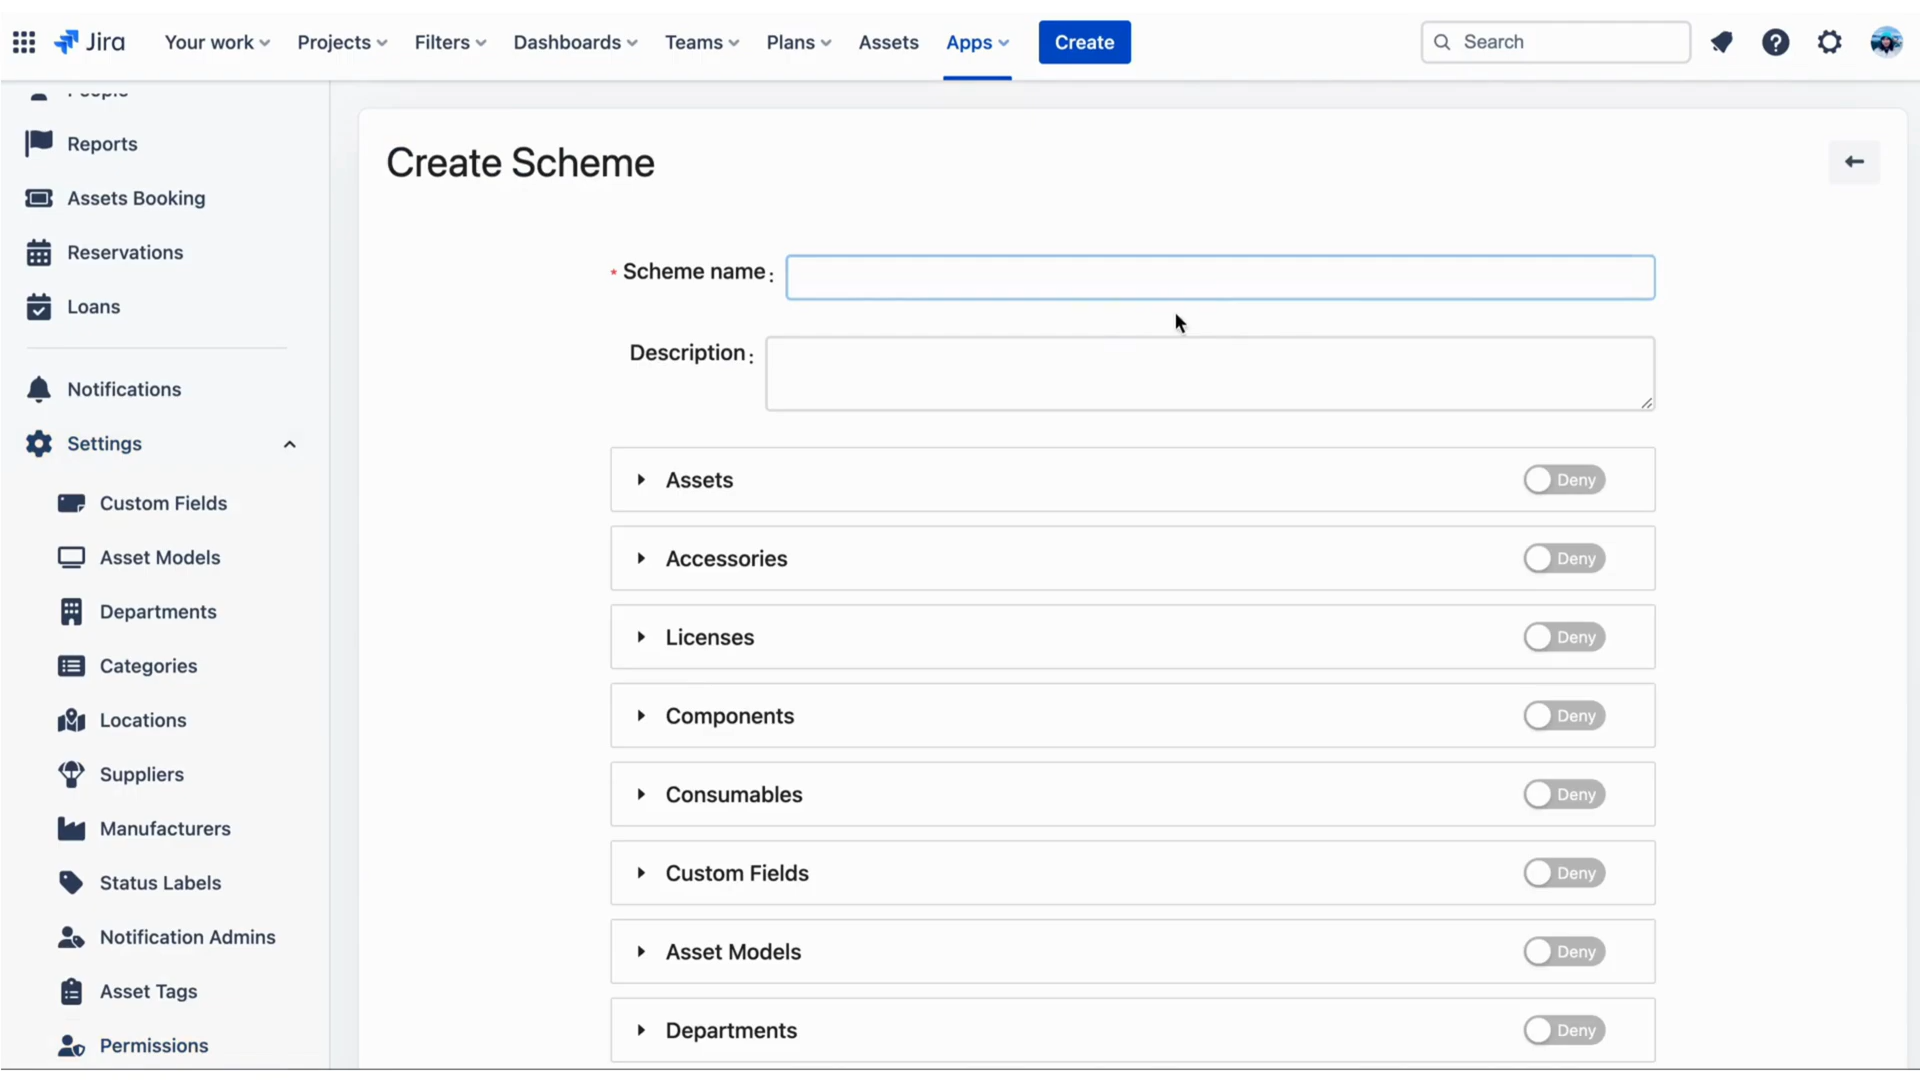 Jira Your work Projects Filters Dashboards Teams Plans Assets Apps Create Search
People
Reports
Assets Booking
Reservations
Loans
Notifications
Settings
Custom Fields
Asset Models
Departments
Categories
Locations
Suppliers
Manufacturers
Status Labels
Notification Admins
Asset Tags
Permissions
Create Scheme
* Scheme name :
Description :
Assets Deny
Accessories Deny
Licenses Deny
Components Deny
Consumables Deny
Custom Fields Deny
Asset Models Deny
Departments Deny